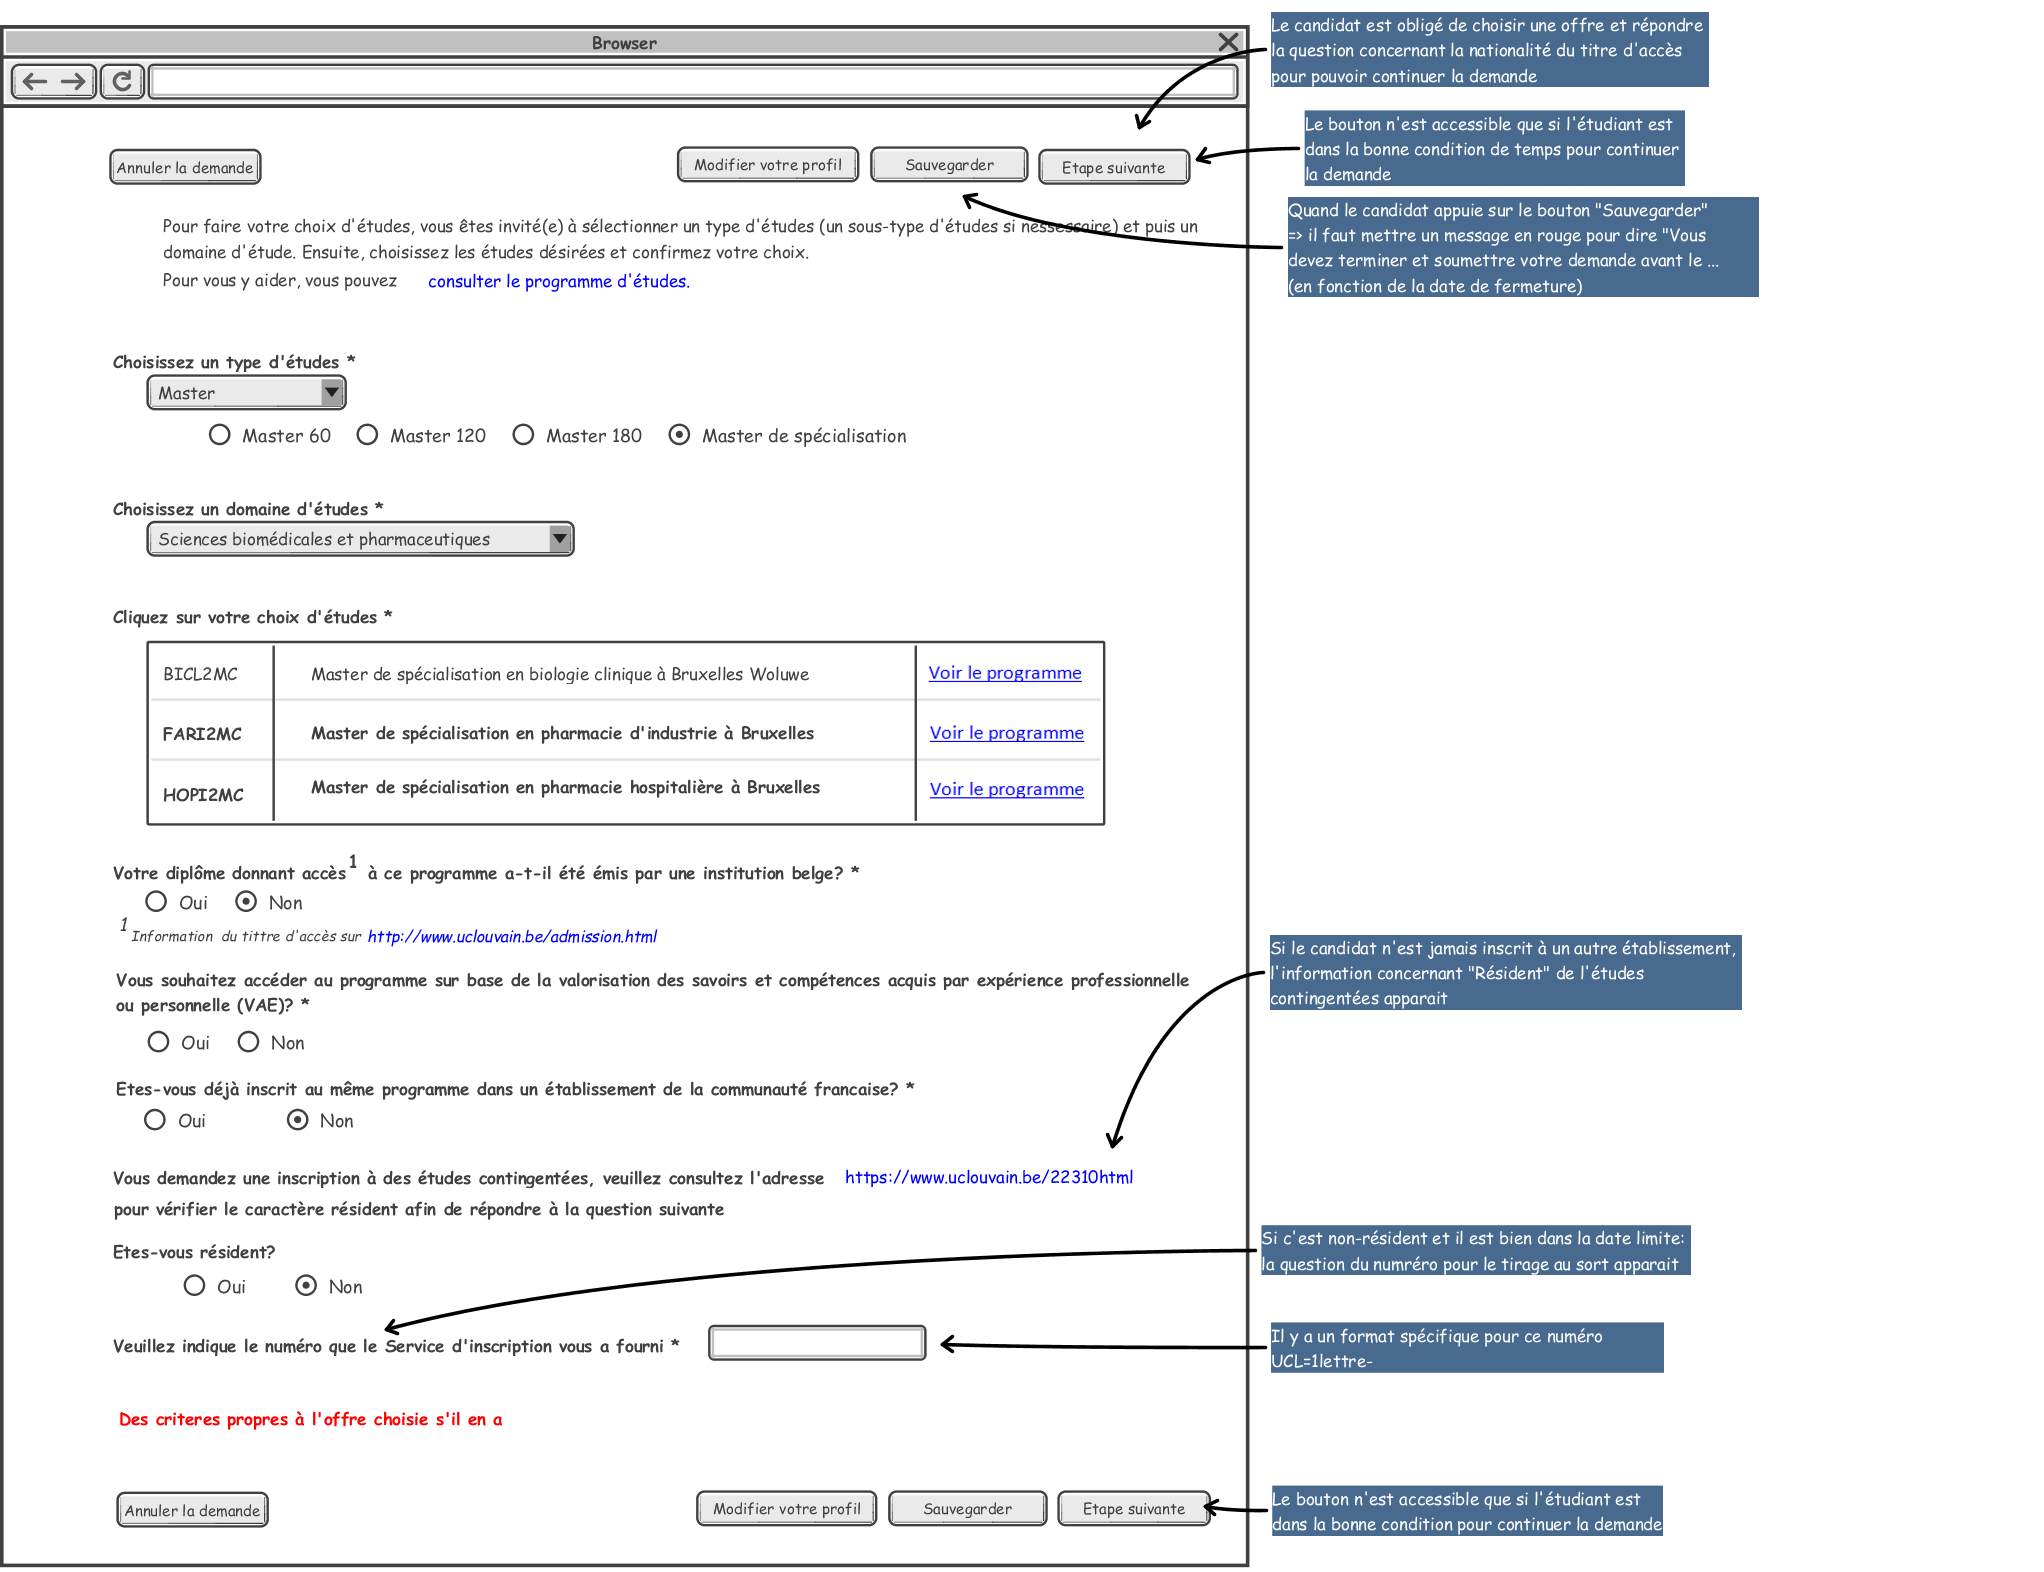 Browser
Le candidat est obligé de choisir une offre et répondre
la question concernant la nationalité du titre d'accès
pour pouvoir continuer la demande
Le bouton n'est accessible que si l'étudiant est
dans la bonne condition de temps pour continuer
la demande
Annuler la demande
Modifier votre profil
Sauvegarder
Etape suivante
Quand le candidat appuie sur le bouton "Sauvegarder"
=> il faut mettre un message en rouge pour dire "Vous
devez terminer et soumettre votre demande avant le ...
(en fonction de la date de fermeture)
Pour faire votre choix d'études, vous êtes invité(e) à sélectionner un type d'études (un sous-type d'études si nessessaire) et puis un
domaine d'étude. Ensuite, choisissez les études désirées et confirmez votre choix.
Pour vous y aider, vous pouvez consulter le programme d'études.
Choisissez un type d'études *
Master
Master 60 Master 120 Master 180 Master de spécialisation
Choisissez un domaine d'études *
Sciences biomédicales et pharmaceutiques
Cliquez sur votre choix d'études *
BICL2MC Master de spécialisation en biologie clinique à Bruxelles Woluwe Voir le programme
FARI2MC Master de spécialisation en pharmacie d'industrie à Bruxelles Voir le programme
HOPI2MC Master de spécialisation en pharmacie hospitalière à Bruxelles Voir le programme
Votre diplôme donnant accès 1 à ce programme a-t-il été émis par une institution belge? *
Oui Non
1 Information du tittre d'accès sur http://www.uclouvain.be/admission.html
Si le candidat n'est jamais inscrit à un autre établissement,
l'information concernant "Résident" de l'études
contingentées apparait
Vous souhaitez accéder au programme sur base de la valorisation des savoirs et compétences acquis par expérience professionnelle
ou personnelle (VAE)? *
Oui Non
Etes-vous déjà inscrit au même programme dans un établissement de la communauté francaise? *
Oui Non
Vous demandez une inscription à des études contingentées, veuillez consultez l'adresse https://www.uclouvain.be/22310html
pour vérifier le caractère résident afin de répondre à la question suivante
Si c'est non-résident et il est bien dans la date limite:
la question du numréro pour le tirage au sort apparait
Etes-vous résident?
Oui Non
Il y a un format spécifique pour ce numéro
UCL=1lettre-
Veuillez indique le numéro que le Service d'inscription vous a fourni *
Des criteres propres à l'offre choisie s'il en a
Annuler la demande
Modifier votre profil
Sauvegarder
Etape suivante
Le bouton n'est accessible que si l'étudiant est
dans la bonne condition pour continuer la demande